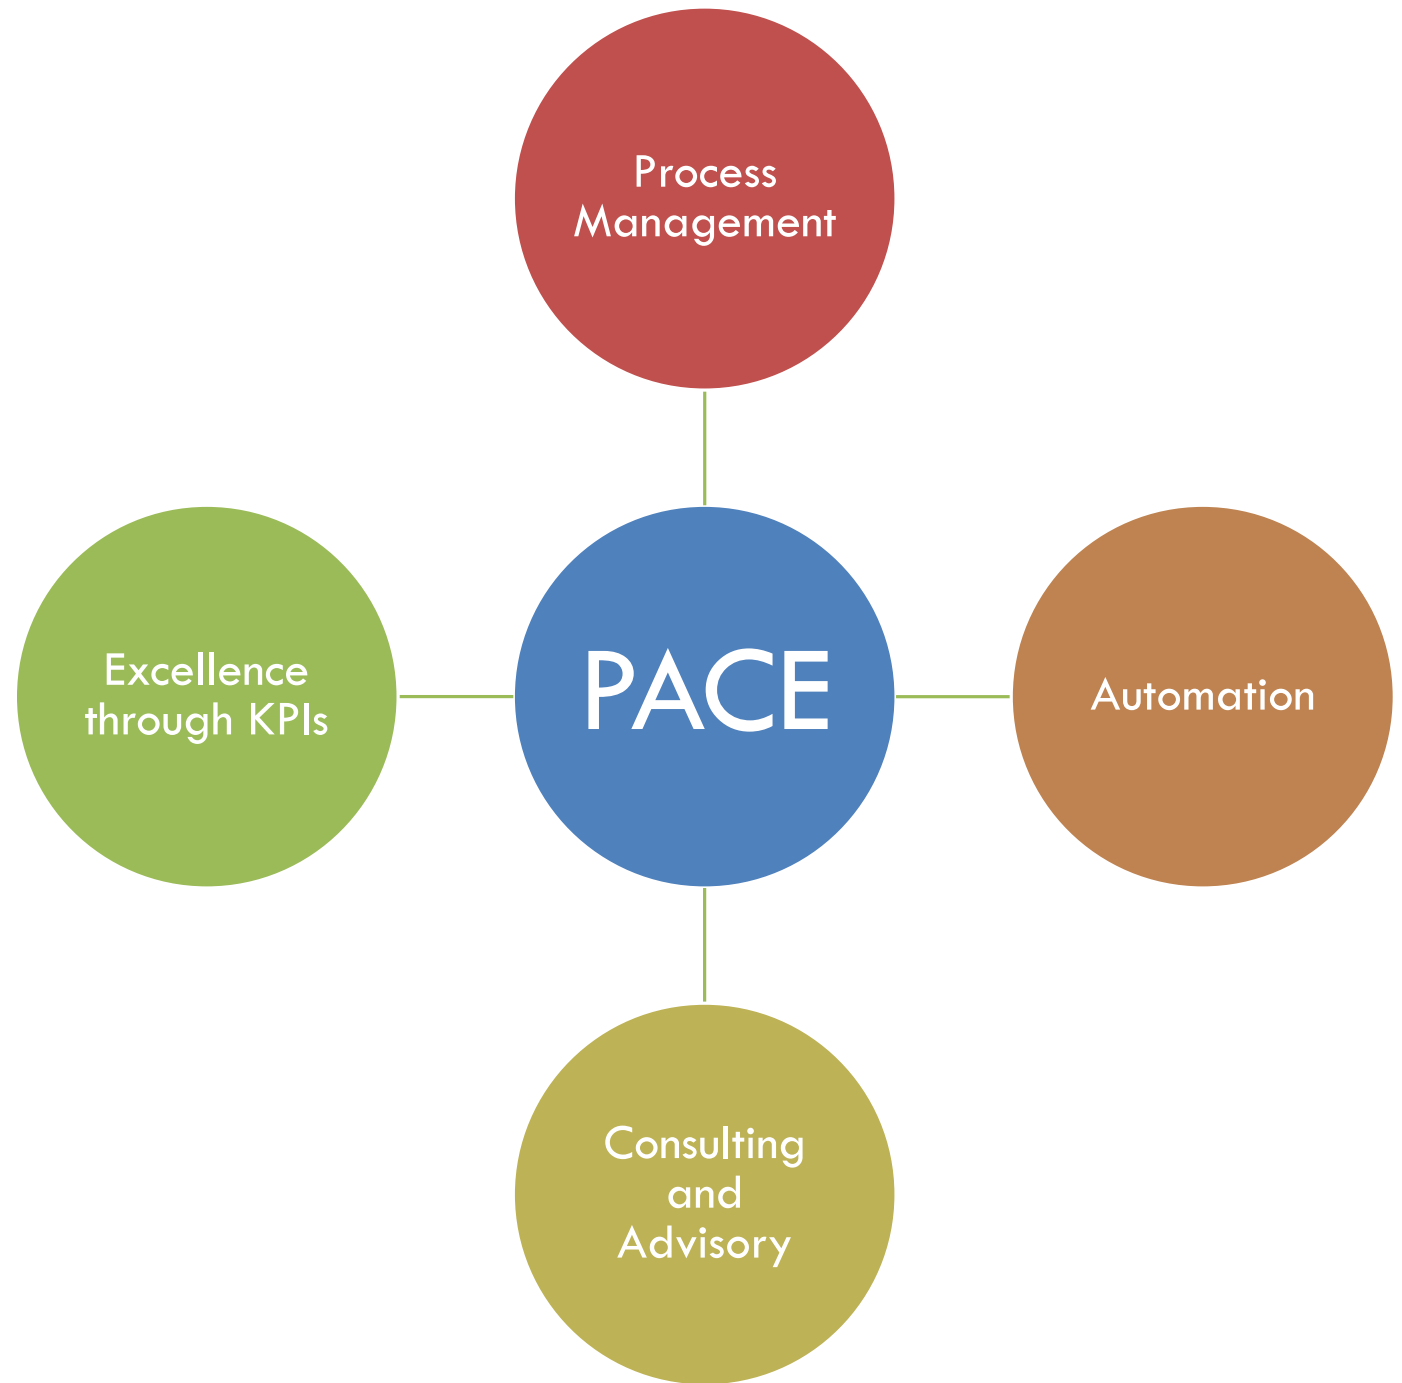 Process
Management
Excellence
through KPIs
PACE
Automation
Consulting
and
Advisory